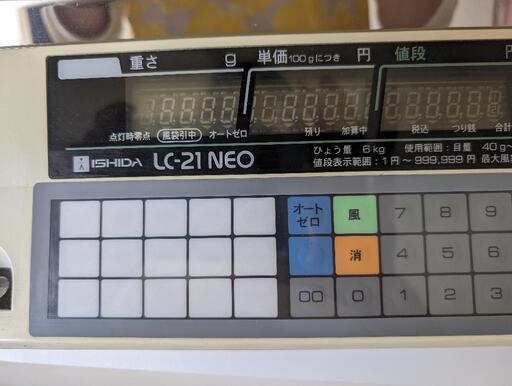 重さ g 単価 100gにつき 円 値段 円
点灯時零点 風袋引中 オートゼロ 預り 加算中 税込 つり銭 合計
ISHIDA LC-21 NEO
ひょう量 6kg 使用範囲:目量 40g~
値段表示範囲:1円~999,999円 最大風
オート
ゼロ 風 7 8 9
消 4 5 6
00 0 1 2 3